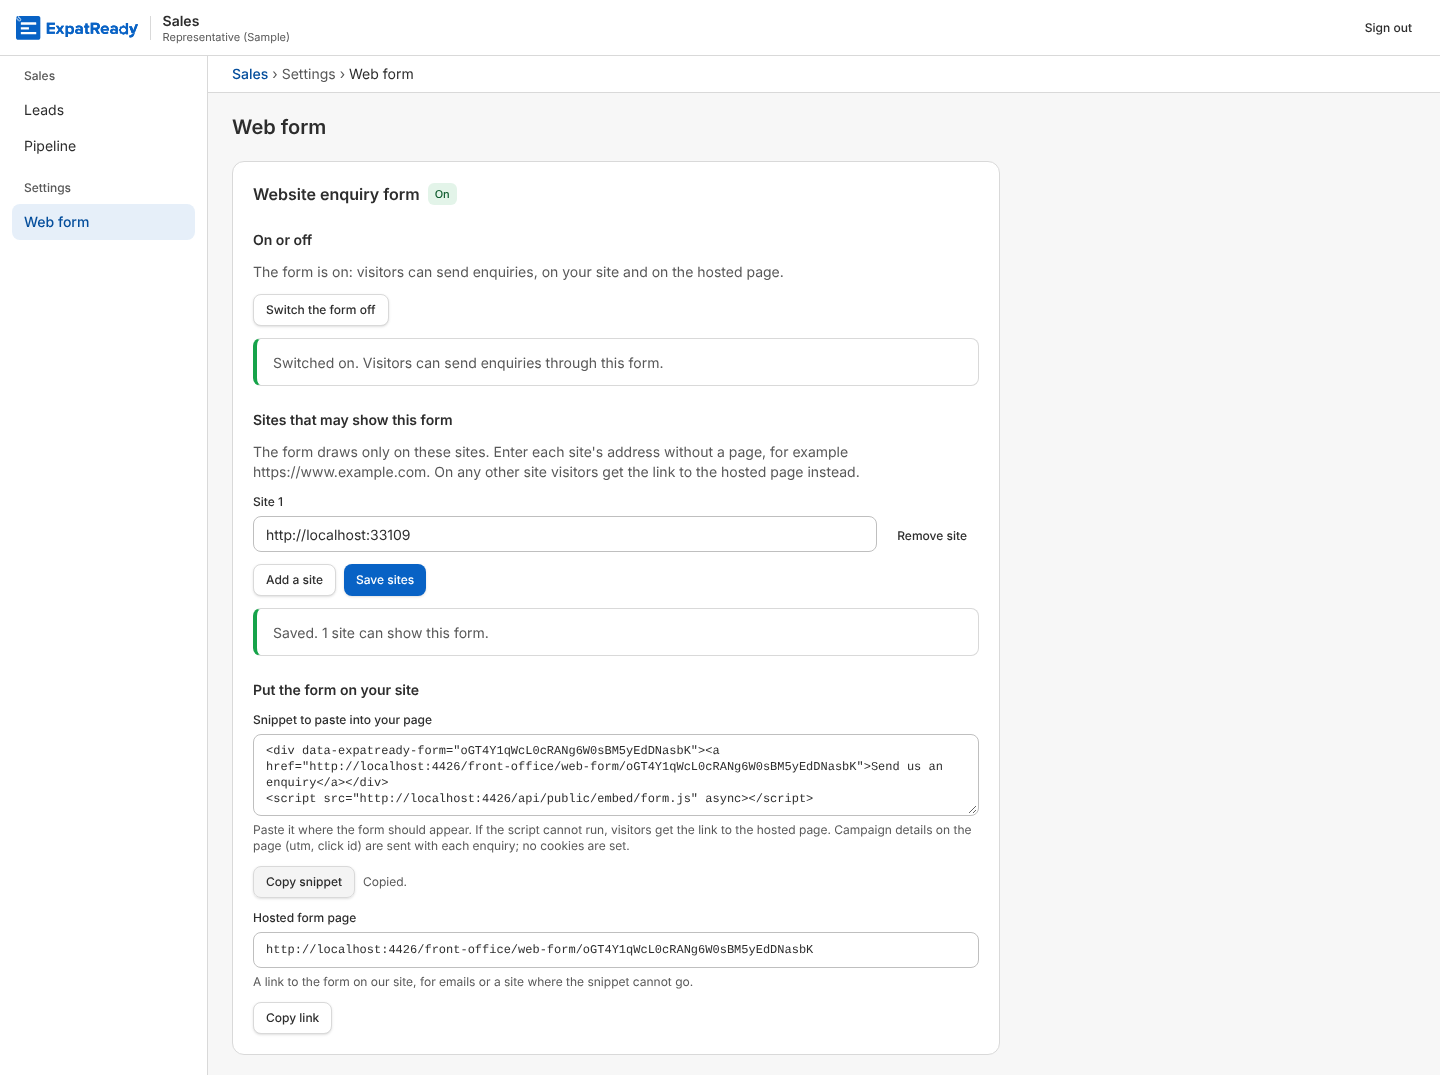 ExpatReady
Sales
Representative (Sample)
Sign out
Sales
Leads
Pipeline
Settings
Web form
Sales › Settings › Web form
Web form
Website enquiry form On
On or off
The form is on: visitors can send enquiries, on your site and on the hosted page.
Switch the form off
Switched on. Visitors can send enquiries through this form.
Sites that may show this form
The form draws only on these sites. Enter each site's address without a page, for example
https://www.example.com. On any other site visitors get the link to the hosted page instead.
Site 1
http://localhost:33109
Remove site
Add a site
Save sites
Saved. 1 site can show this form.
Put the form on your site
Snippet to paste into your page
<div data-expatready-form="oGT4Y1qWcL0cRANg6W0sBM5yEdDNasbK"><a
href="http://localhost:4426/front-office/web-form/oGT4Y1qWcL0cRANg6W0sBM5yEdDNasbK">Send us an
enquiry</a></div>
<script src="http://localhost:4426/api/public/embed/form.js" async></script>
Paste it where the form should appear. If the script cannot run, visitors get the link to the hosted page. Campaign details on the
page (utm, click id) are sent with each enquiry; no cookies are set.
Copy snippet
Copied.
Hosted form page
http://localhost:4426/front-office/web-form/oGT4Y1qWcL0cRANg6W0sBM5yEdDNasbK
A link to the form on our site, for emails or a site where the snippet cannot go.
Copy link